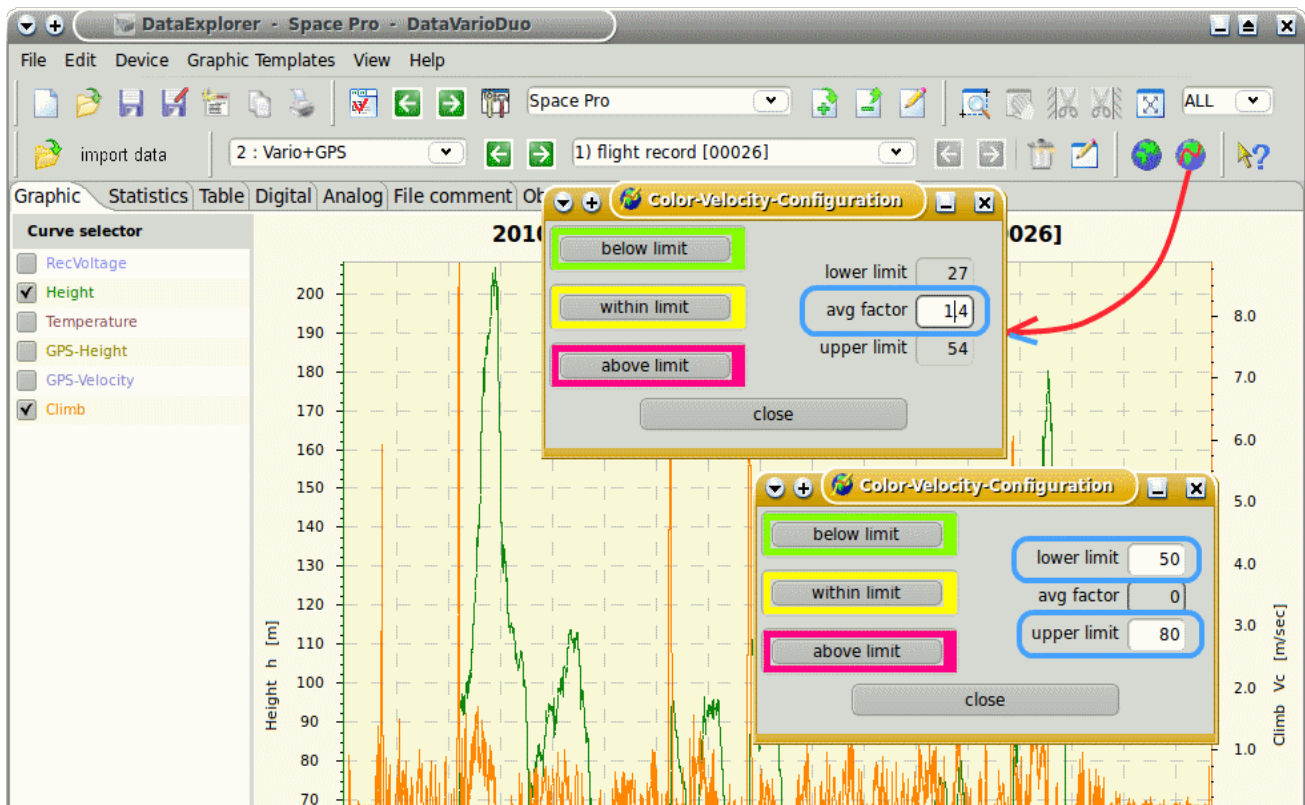 DataExplorer - Space Pro - DataVarioDuo
File Edit Device Graphic Templates View Help
Space Pro
ALL
import data
2 : Vario+GPS
1) flight record [00026]
Graphic Statistics Table Digital Analog File comment Ob
Curve selector
RecVoltage
Height
Temperature
GPS-Height
GPS-Velocity
Climb
026]
200
190
180
170
160
150
140
130
120
110
100
90
80
70
Height h [m]
Color-Velocity-Configuration
below limit
within limit
above limit
lower limit 27
avg factor 1,4
upper limit 54
close
Color-Velocity-Configuration
below limit
within limit
above limit
lower limit 50
avg factor 0
upper limit 80
close
8.0
7.0
6.0
5.0
4.0
3.0
2.0
1.0
Climb Vc [m/sec]